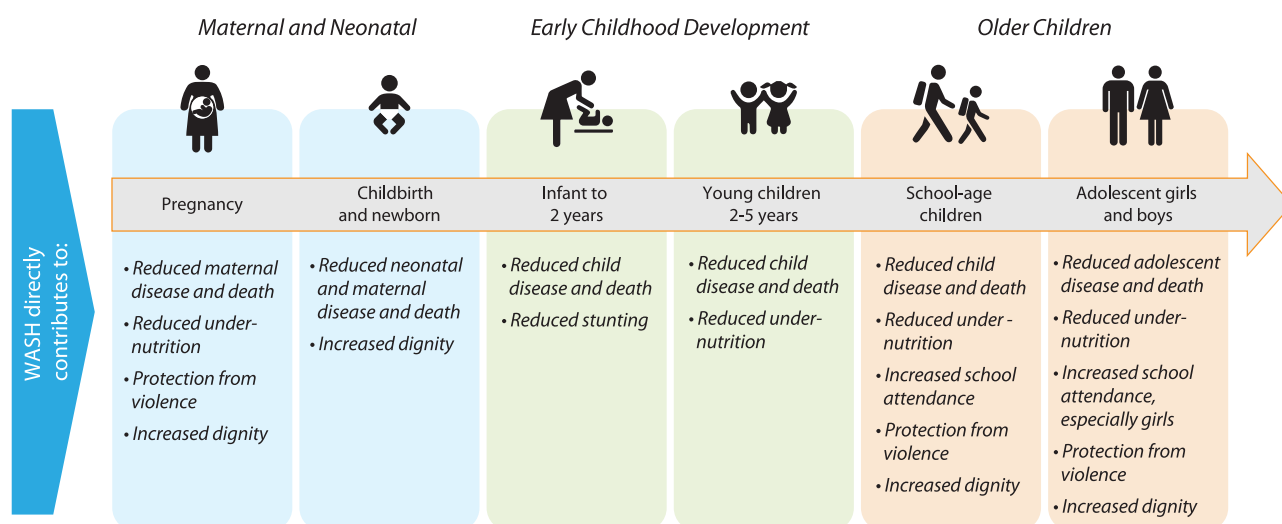 Maternal and Neonatal
Early Childhood Development
Older Children
WASH directly
contributes to:
Pregnancy
Childbirth
and newborn
Infant to
2 years
Young children
2-5 years
School-age
children
Adolescent girls
and boys
• Reduced maternal
disease and death
• Reduced under-
nutrition
• Protection from
violence
• Increased dignity
• Reduced neonatal
and maternal
disease and death
• Increased dignity
• Reduced child
disease and death
• Reduced stunting
• Reduced child
disease and death
• Reduced under-
nutrition
• Reduced child
disease and death
• Reduced under -
nutrition
• Increased school
attendance
• Protection from
violence
• Increased dignity
• Reduced adolescent
disease and death
• Reduced under-
nutrition
• Increased school
attendance,
especially girls
• Protection from
violence
• Increased dignity